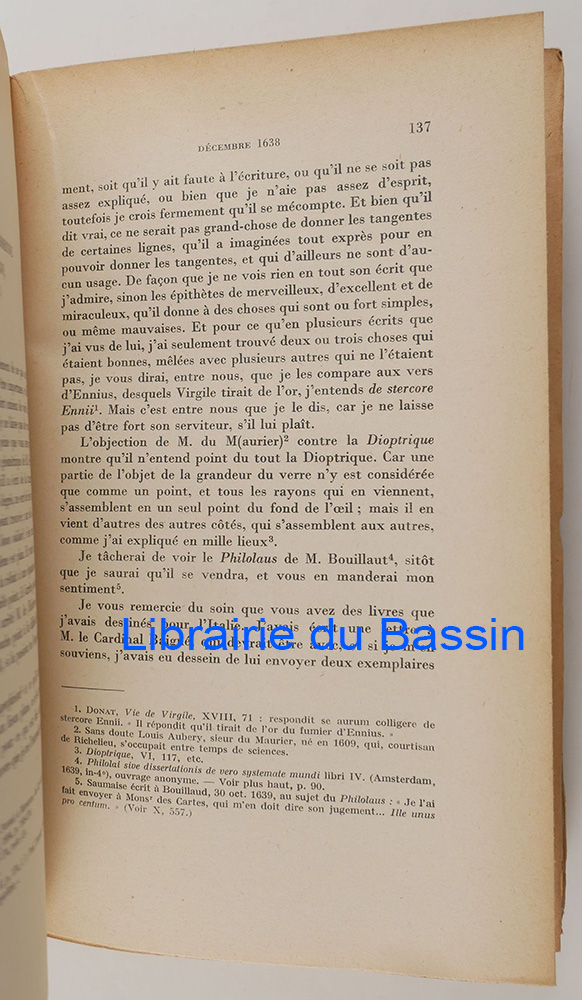 DÉCEMBRE 1638
137
ment, soit qu'il y ait faute à l'écriture, ou qu'il ne se soit pas
assez expliqué, ou bien que je n'aie pas assez d'esprit,
toutefois je crois fermement qu'il se mécompte. Et bien qu'il
dit vrai, ce ne serait pas grand-chose de donner les tangentes
de certaines lignes, qu'il a imaginées tout exprès pour en
pouvoir donner les tangentes, et qui d'ailleurs ne sont d'au-
cun usage. De façon que je ne vois rien en tout son écrit que
j'admire, sinon les épithètes de merveilleux, d'excellent et de
miraculeux, qu'il donne à des choses qui sont ou fort simples,
ou même mauvaises. Et pour ce qu'en plusieurs écrits que
j'ai vus de lui, j'ai seulement trouvé deux ou trois choses qui
étaient bonnes, mêlées avec plusieurs autres qui ne l'étaient
pas, je vous dirai, entre nous, que je les compare aux vers
d'Ennius, desquels Virgile tirait de l'or, j'entends de stercore
Ennii¹. Mais c'est entre nous que je le dis, car je ne laisse
pas d'être fort son serviteur, s'il lui plaît.
L'objection de M. du M(aurier)² contre la Dioptrique
montre qu'il n'entend point du tout la Dioptrique. Car une
partie de l'objet de la grandeur du verre n'y est considérée
que comme un point, et tous les rayons qui en viennent,
s'assemblent en un seul point du fond de l'œil ; mais il en
vient d'autres des autres côtés, qui s'assemblent aux autres,
comme j'ai expliqué en mille lieux³.
Je tâcherai de voir le Philolaus de M. Bouillaut⁴, sitôt
que je saurai qu'il se vendra, et vous en manderai mon
sentiment⁵.
Je vous remercie du soin que vous avez des livres que
j'avais destinés pour l'Italie. J'avais écrit une lettre à
M. le Cardinal Baigné qui devrait être avec, et si je m'en
souviens, j'avais eu dessein de lui envoyer deux exemplaires
Librairie du Bassin
1. DONAT, Vie de Virgile, XVIII, 71 : respondit se aurum colligere de
stercore Ennii. « Il répondit qu'il tirait de l'or du fumier d'Ennius. »
2. Sans doute Louis Aubery, sieur du Maurier, né en 1609, qui, courtisan
de Richelieu, s'occupait entre temps de sciences.
3. Dioptrique, VI, 117, etc.
4. Philolai sive dissertationis de vero systemate mundi libri IV. (Amsterdam,
1639, in-4º), ouvrage anonyme. — Voir plus haut, p. 90.
5. Saumaise écrit à Bouillaud, 30 oct. 1639, au sujet du Philolaus : « Je l'ai
fait envoyer à Monsr des Cartes, qui m'en doit dire son jugement... Ille unus
pro centum. » (Voir X, 557.)